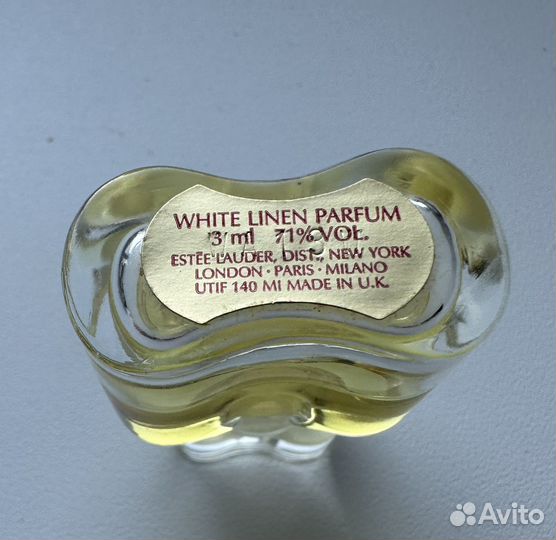 WHITE LINEN PARFUM
3 ml 71% VOL.
ESTĒE LAUDER, DIST. NEW YORK
LONDON · PARIS · MILANO
UTIF 140 MI MADE IN U.K.
Avito